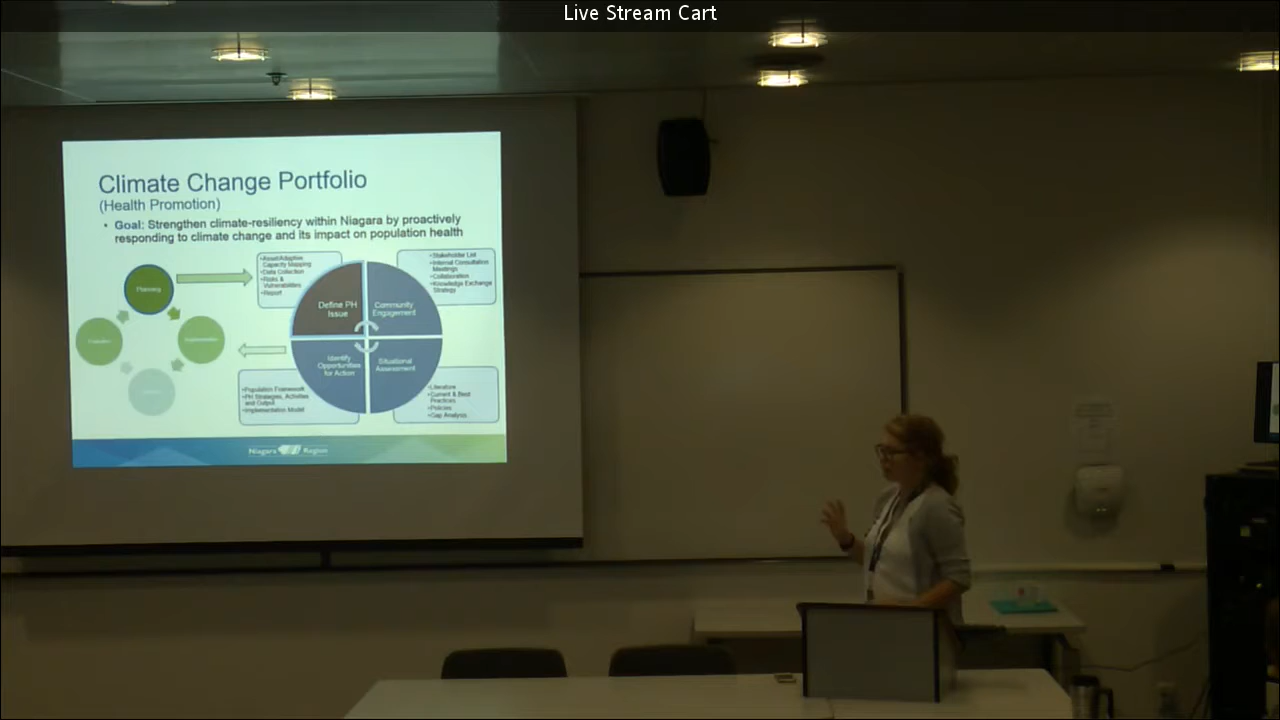 Live Stream Cart
Climate Change Portfolio
(Health Promotion)
• Goal: Strengthen climate-resiliency within Niagara by proactively
responding to climate change and its impact on population health
Planning
Implementation
Evaluation
•Asset/Adaptive
Capacity Mapping
•Data Collection
•Risks &
Vulnerabilities
•Report
•Stakeholder List
•Internal Consultation
Meetings
•Collaboration
•Knowledge Exchange
Strategy
Define PH
Issue
Community
Engagement
Identify
Opportunities
for Action
Situational
Assessment
•Population Framework
•PH Strategies, Activities
and Output
•Implementation Model
•Literature
•Current & Best
Practices
•Policies
•Gap Analysis
Niagara Region